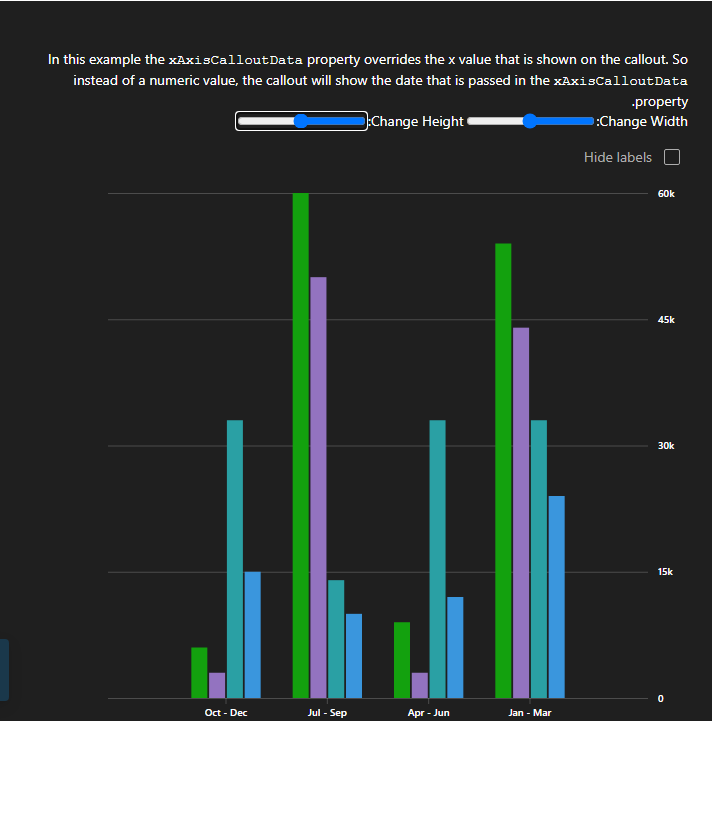 In this example the xAxisCalloutData property overrides the x value that is shown on the callout. So
instead of a numeric value, the callout will show the date that is passed in the xAxisCalloutData
.property
:Change Height :Change Width
Hide labels
60k
45k
30k
15k
0
Oct - Dec Jul - Sep Apr - Jun Jan - Mar